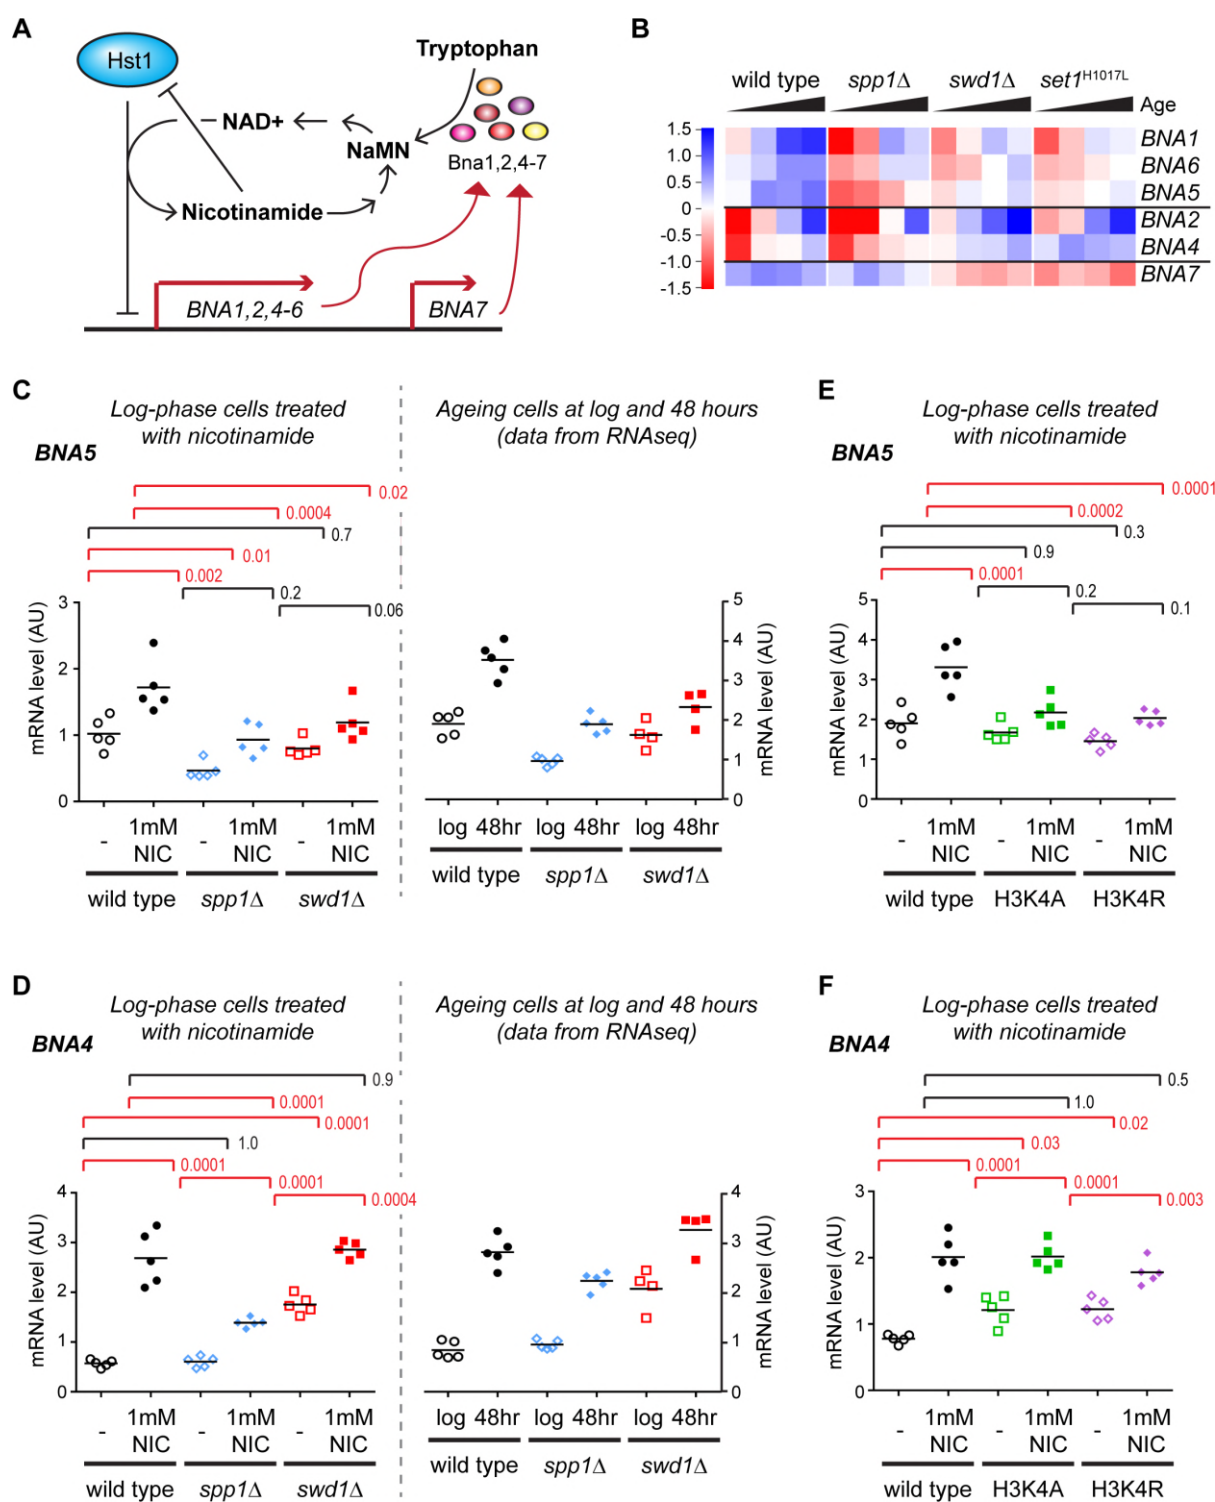 A
Hst1
Tryptophan
NAD+
NaMN
Bna1,2,4-7
Nicotinamide
BNA1,2,4-6
BNA7
B
wild type spp1Δ swd1Δ set1H1017L
Age
1.5
1.0
0.5
0
-0.5
-1.0
-1.5
BNA1
BNA6
BNA5
BNA2
BNA4
BNA7
C
Log-phase cells treated
with nicotinamide
Ageing cells at log and 48 hours
(data from RNAseq)
BNA5
0.02
0.0004
0.7
0.01
0.002
0.2
0.06
mRNA level (AU)
3
2
1
0
- 1mM NIC - 1mM NIC - 1mM NIC
wild type spp1Δ swd1Δ
5
4
3
2
1
0
mRNA level (AU)
log 48hr log 48hr log 48hr
wild type spp1Δ swd1Δ
E
Log-phase cells treated
with nicotinamide
BNA5
0.0001
0.0002
0.3
0.9
0.0001
0.2
0.1
mRNA level (AU)
5
4
3
2
1
0
- 1mM NIC - 1mM NIC - 1mM NIC
wild type H3K4A H3K4R
D
Log-phase cells treated
with nicotinamide
Ageing cells at log and 48 hours
(data from RNAseq)
BNA4
0.9
0.0001
0.0001
1.0
0.0001
0.0001
0.0004
mRNA level (AU)
4
3
2
1
0
- 1mM NIC - 1mM NIC - 1mM NIC
wild type spp1Δ swd1Δ
4
3
2
1
0
mRNA level (AU)
log 48hr log 48hr log 48hr
wild type spp1Δ swd1Δ
F
Log-phase cells treated
with nicotinamide
BNA4
0.5
1.0
0.02
0.03
0.0001
0.0001
0.003
mRNA level (AU)
3
2
1
0
- 1mM NIC - 1mM NIC - 1mM NIC
wild type H3K4A H3K4R